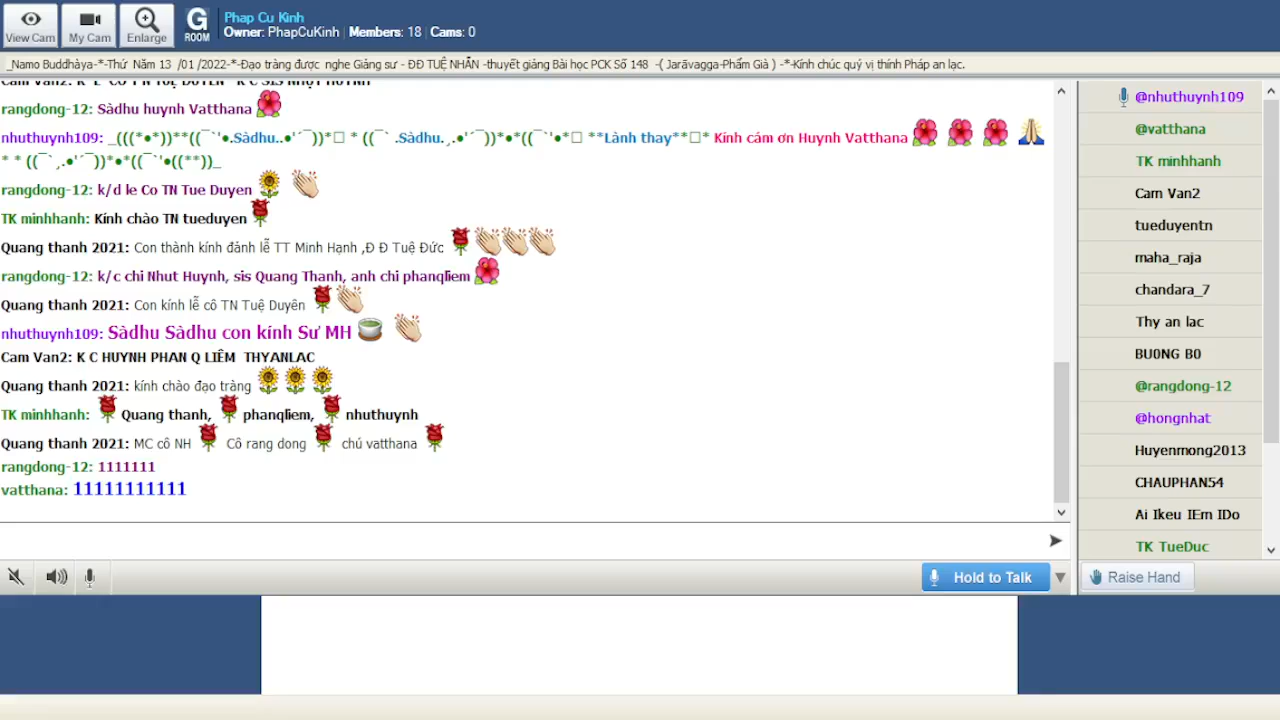 View Cam
My Cam
Enlarge
G
ROOM
Phap Cu Kinh
Owner: PhapCuKinh | Members: 18 | Cams: 0
_Namo Buddhàya-*-Thứ Năm 13 /01 /2022-*-Đạo tràng được nghe Giảng sư - ĐĐ TUỆ NHẪN -thuyết giảng Bài học PCK Số 148 -( Jarāvagga-Phẩm Già ) -*-Kính chúc quý vị thính Pháp an lạc.
rangdong-12: Sàdhu huynh Vatthana
nhuthuynh109: _(((*•*))**((¯`'•.Sàdhu..•'´¯))*□ * ((¯` .Sàdhu.¸.•'´¯))*•*((¯`'•*□ **Lành thay**□* Kính cám ơn Huynh Vatthana
* * ((¯`¸.•'´¯))*•*((¯`'•((**))_
rangdong-12: k/d le Co TN Tue Duyen
TK minhhanh: Kính chào TN tueduyen
Quang thanh 2021: Con thành kính đảnh lễ TT Minh Hạnh ,Đ Đ Tuệ Đức
rangdong-12: k/c chi Nhut Huynh, sis Quang Thanh, anh chi phanqliem
Quang thanh 2021: Con kính lễ cô TN Tuệ Duyên
nhuthuynh109: Sàdhu Sàdhu con kính Sư MH
Cam Van2: K C HUYNH PHAN Q LIÊM THYANLAC
Quang thanh 2021: kính chào đạo tràng
TK minhhanh: Quang thanh, phanqliem, nhuthuynh
Quang thanh 2021: MC cô NH Cô rang dong chú vatthana
rangdong-12: 1111111
vatthana: 11111111111
@nhuthuynh109
@vatthana
TK minhhanh
Cam Van2
tueduyentn
maha_raja
chandara_7
Thy an lac
BU0NG B0
@rangdong-12
@hongnhat
Huyenmong2013
CHAUPHAN54
Ai Ikeu IEm IDo
TK TueDuc
Hold to Talk
Raise Hand